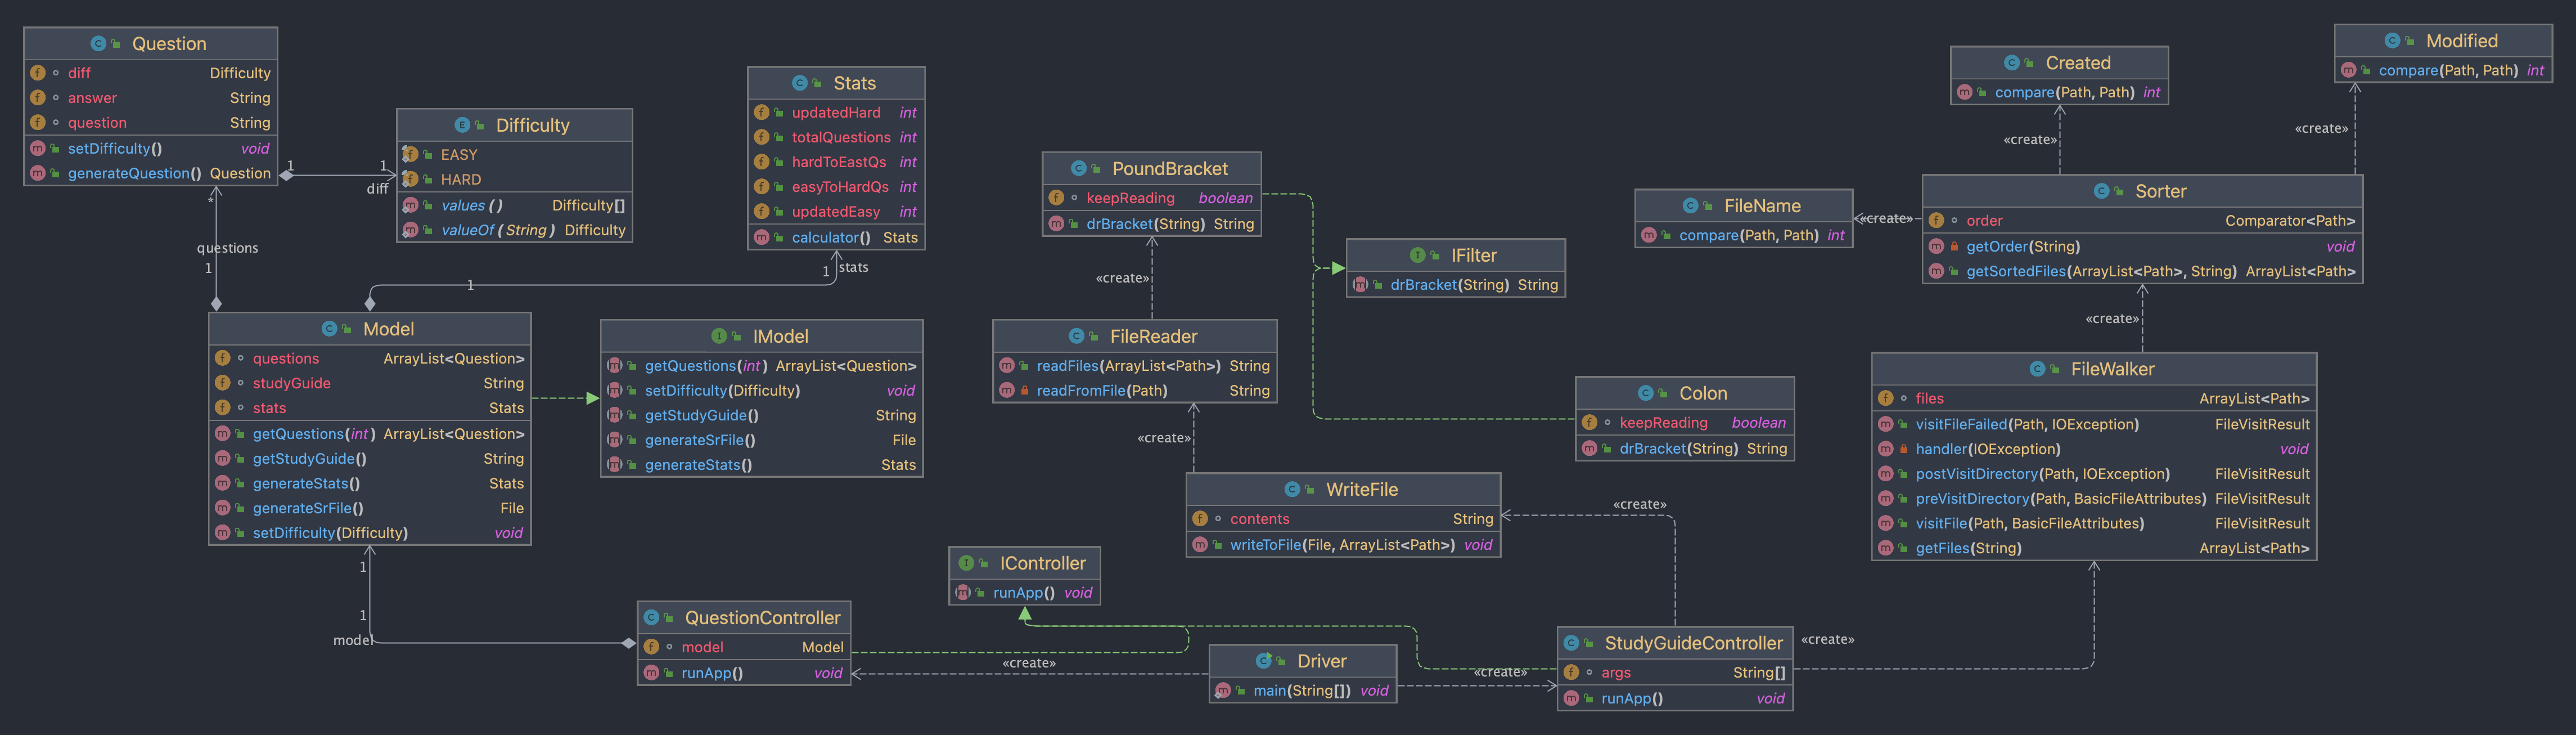 Question
diff Difficulty
answer String
question String
setDifficulty() void
generateQuestion() Question
1
1
diff
Difficulty
EASY
HARD
values () Difficulty[]
valueOf (String) Difficulty
*
questions
1
Stats
updatedHard int
totalQuestions int
hardToEastQs int
easyToHardQs int
updatedEasy int
calculator() Stats
1
stats
1
Model
questions ArrayList<Question>
studyGuide String
stats Stats
getQuestions(int) ArrayList<Question>
getStudyGuide() String
generateStats() Stats
generateSrFile() File
setDifficulty(Difficulty) void
IModel
getQuestions(int) ArrayList<Question>
setDifficulty(Difficulty) void
getStudyGuide() String
generateSrFile() File
generateStats() Stats
1
1
model
QuestionController
model Model
runApp() void
IController
runApp() void
«create»
Driver
main(String[]) void
«create»
PoundBracket
keepReading boolean
drBracket(String) String
«create»
FileReader
readFiles(ArrayList<Path>) String
readFromFile(Path) String
«create»
WriteFile
contents String
writeToFile(File, ArrayList<Path>) void
«create»
IFilter
drBracket(String) String
Colon
keepReading boolean
drBracket(String) String
StudyGuideController
args String[]
runApp() void
«create»
FileName
compare(Path, Path) int
«create»
Created
compare(Path, Path) int
«create»
Modified
compare(Path, Path) int
«create»
Sorter
order Comparator<Path>
getOrder(String) void
getSortedFiles(ArrayList<Path>, String) ArrayList<Path>
«create»
FileWalker
files ArrayList<Path>
visitFileFailed(Path, IOException) FileVisitResult
handler(IOException) void
postVisitDirectory(Path, IOException) FileVisitResult
preVisitDirectory(Path, BasicFileAttributes) FileVisitResult
visitFile(Path, BasicFileAttributes) FileVisitResult
getFiles(String) ArrayList<Path>